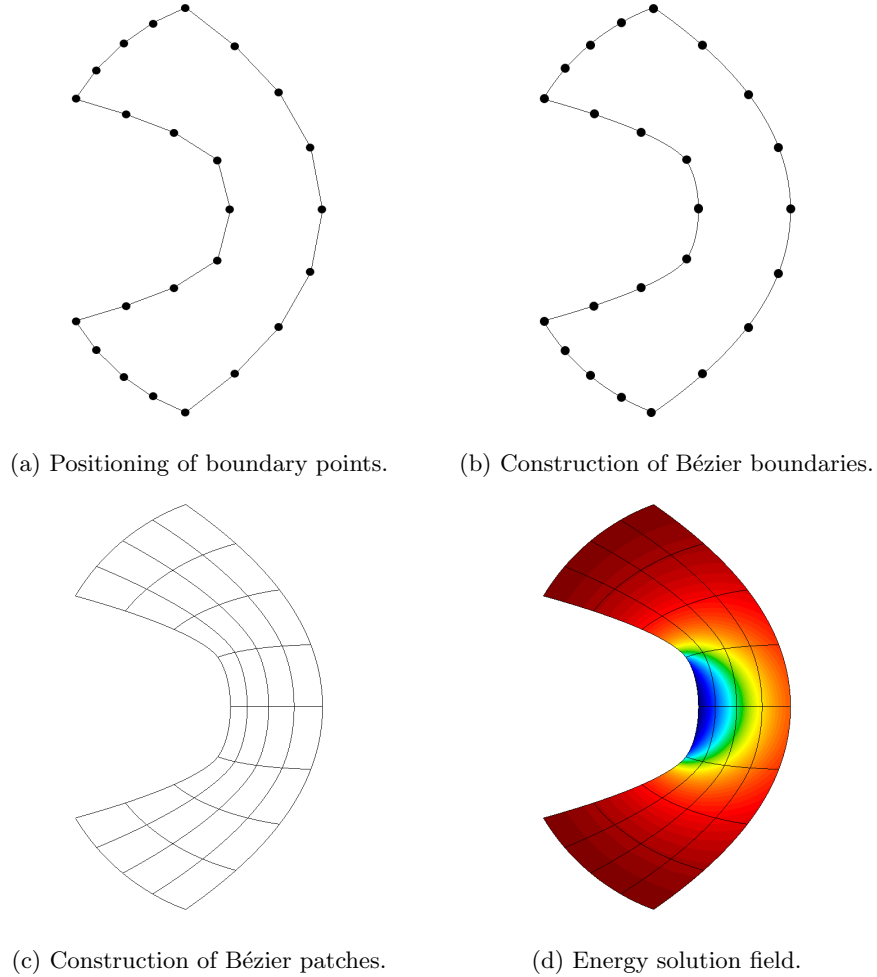 (a) Positioning of boundary points.
(b) Construction of Bézier boundaries.
(c) Construction of Bézier patches.
(d) Energy solution field.